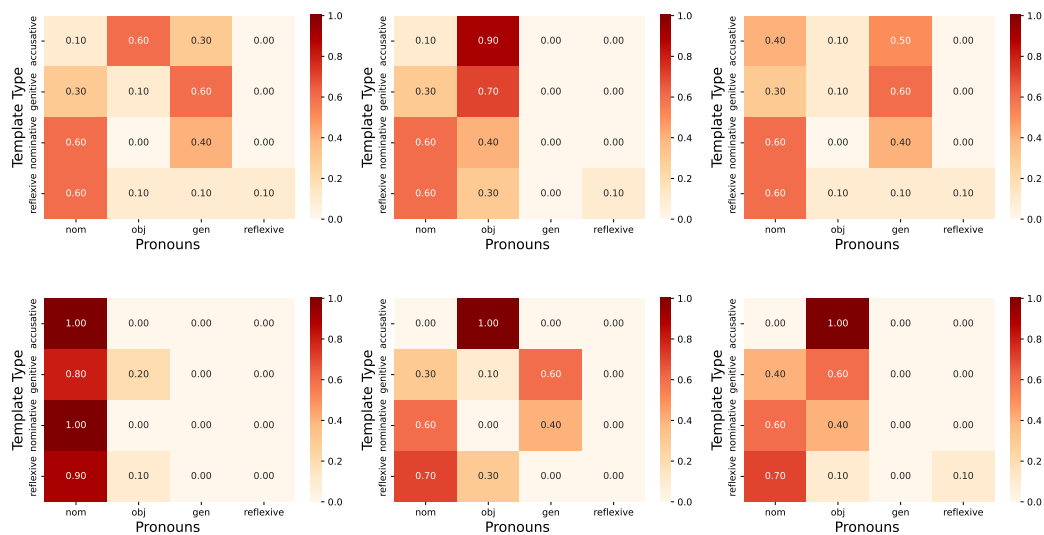 Template Type
accusative 0.10 0.60 0.30 0.00
genitive 0.30 0.10 0.60 0.00
nominative 0.60 0.00 0.40 0.00
reflexive 0.60 0.10 0.10 0.10
nom obj gen reflexive
Pronouns
1.0
0.8
0.6
0.4
0.2
0.0
Template Type
accusative 0.10 0.90 0.00 0.00
genitive 0.30 0.70 0.00 0.00
nominative 0.60 0.40 0.00 0.00
reflexive 0.60 0.30 0.00 0.10
nom obj gen reflexive
Pronouns
1.0
0.8
0.6
0.4
0.2
0.0
Template Type
accusative 0.40 0.10 0.50 0.00
genitive 0.30 0.10 0.60 0.00
nominative 0.60 0.00 0.40 0.00
reflexive 0.60 0.10 0.10 0.10
nom obj gen reflexive
Pronouns
1.0
0.8
0.6
0.4
0.2
0.0
Template Type
accusative 1.00 0.00 0.00 0.00
genitive 0.80 0.20 0.00 0.00
nominative 1.00 0.00 0.00 0.00
reflexive 0.90 0.10 0.00 0.00
nom obj gen reflexive
Pronouns
1.0
0.8
0.6
0.4
0.2
0.0
Template Type
accusative 0.00 1.00 0.00 0.00
genitive 0.30 0.10 0.60 0.00
nominative 0.60 0.00 0.40 0.00
reflexive 0.70 0.30 0.00 0.00
nom obj gen reflexive
Pronouns
1.0
0.8
0.6
0.4
0.2
0.0
Template Type
accusative 0.00 1.00 0.00 0.00
genitive 0.40 0.60 0.00 0.00
nominative 0.60 0.40 0.00 0.00
reflexive 0.70 0.10 0.00 0.10
nom obj gen reflexive
Pronouns
1.0
0.8
0.6
0.4
0.2
0.0